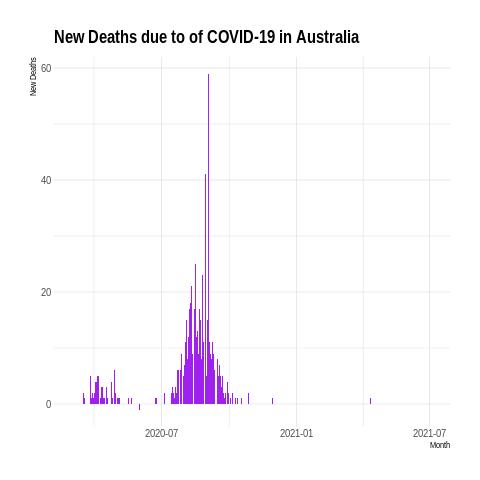 New Deaths due to of COVID-19 in Australia
New Deaths
60
40
20
0
2020-07
2021-01
2021-07
Month